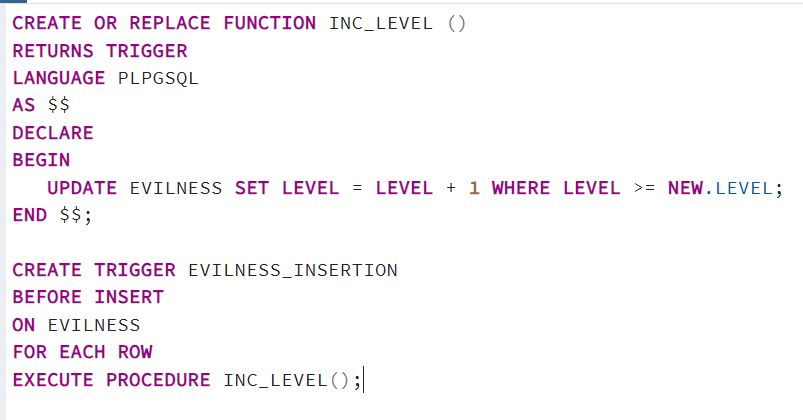 CREATE OR REPLACE FUNCTION INC_LEVEL ()
RETURNS TRIGGER
LANGUAGE PLPGSQL
AS $$
DECLARE
BEGIN
UPDATE EVILNESS SET LEVEL = LEVEL + 1 WHERE LEVEL >= NEW.LEVEL;
END $$;
CREATE TRIGGER EVILNESS_INSERTION
BEFORE INSERT
ON EVILNESS
FOR EACH ROW
EXECUTE PROCEDURE INC_LEVEL();